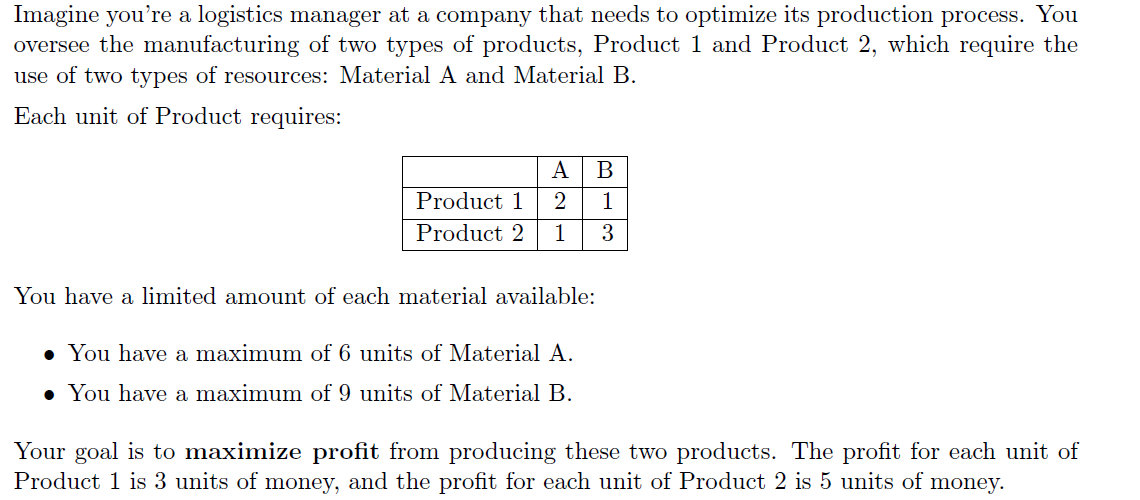 Imagine you're a logistics manager at a company that needs to optimize its production process. You
oversee the manufacturing of two types of products, Product 1 and Product 2, which require the
use of two types of resources: Material A and Material B.
Each unit of Product requires:
A B
Product 1 2 1
Product 2 1 3
You have a limited amount of each material available:
• You have a maximum of 6 units of Material A.
• You have a maximum of 9 units of Material B.
Your goal is to maximize profit from producing these two products. The profit for each unit of
Product 1 is 3 units of money, and the profit for each unit of Product 2 is 5 units of money.